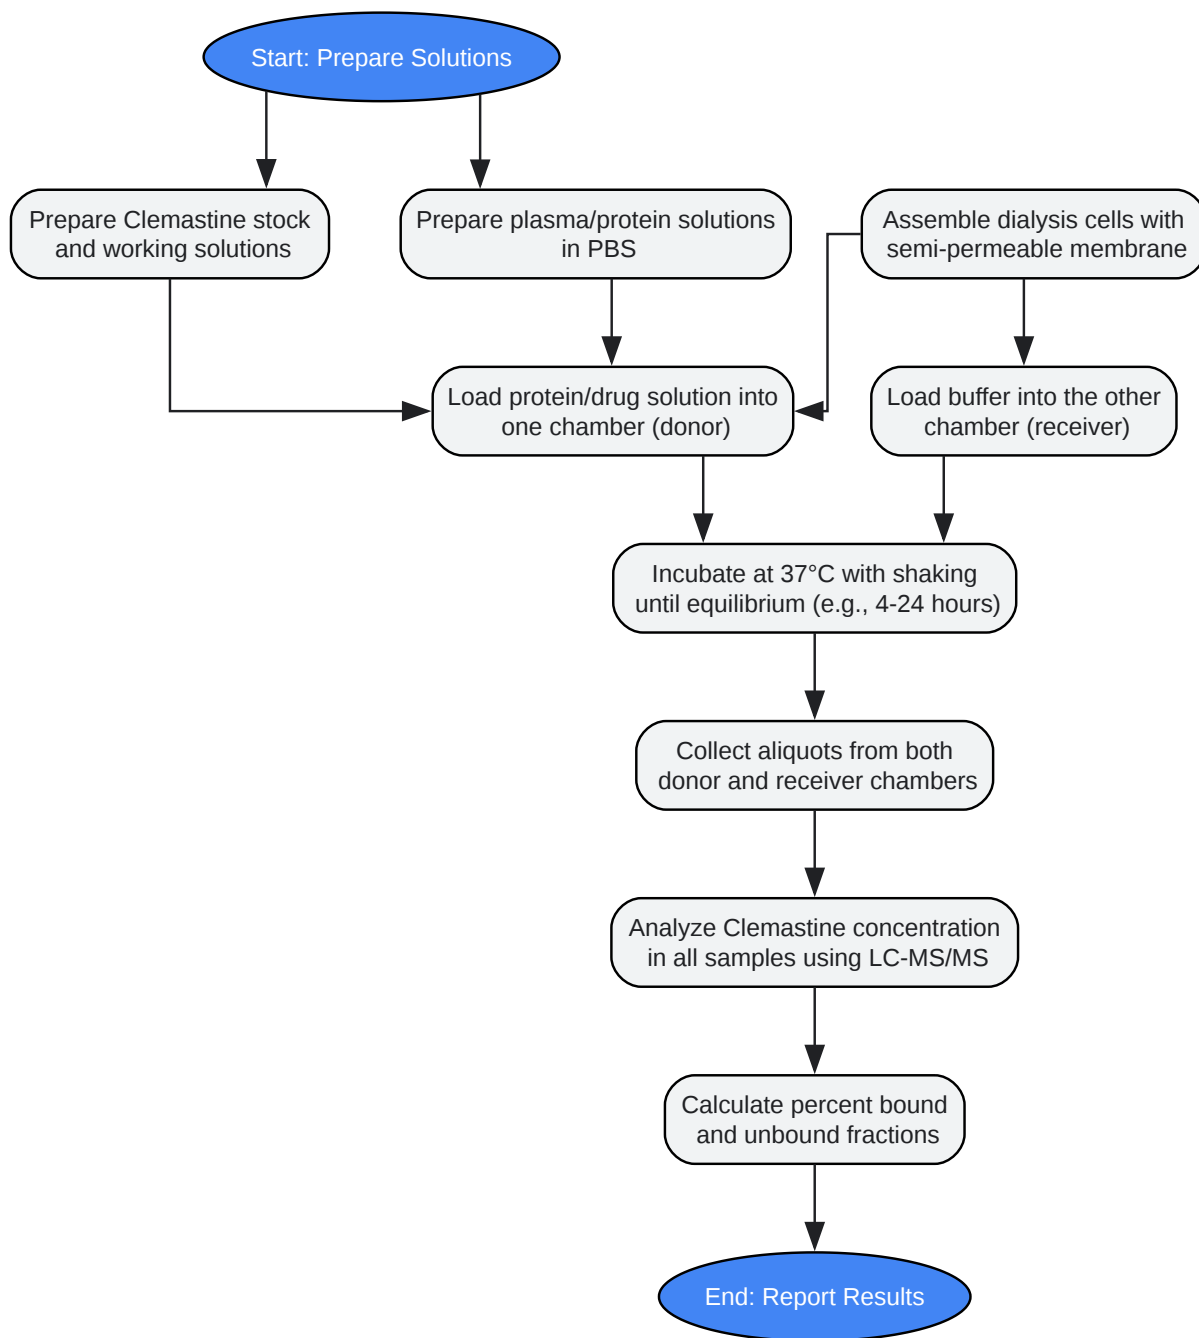 Start: Prepare Solutions
Prepare Clemastine stock
and working solutions
Prepare plasma/protein solutions
in PBS
Assemble dialysis cells with
semi-permeable membrane
Load protein/drug solution into
one chamber (donor)
Load buffer into the other
chamber (receiver)
Incubate at 37°C with shaking
until equilibrium (e.g., 4-24 hours)
Collect aliquots from both
donor and receiver chambers
Analyze Clemastine concentration
in all samples using LC-MS/MS
Calculate percent bound
and unbound fractions
End: Report Results